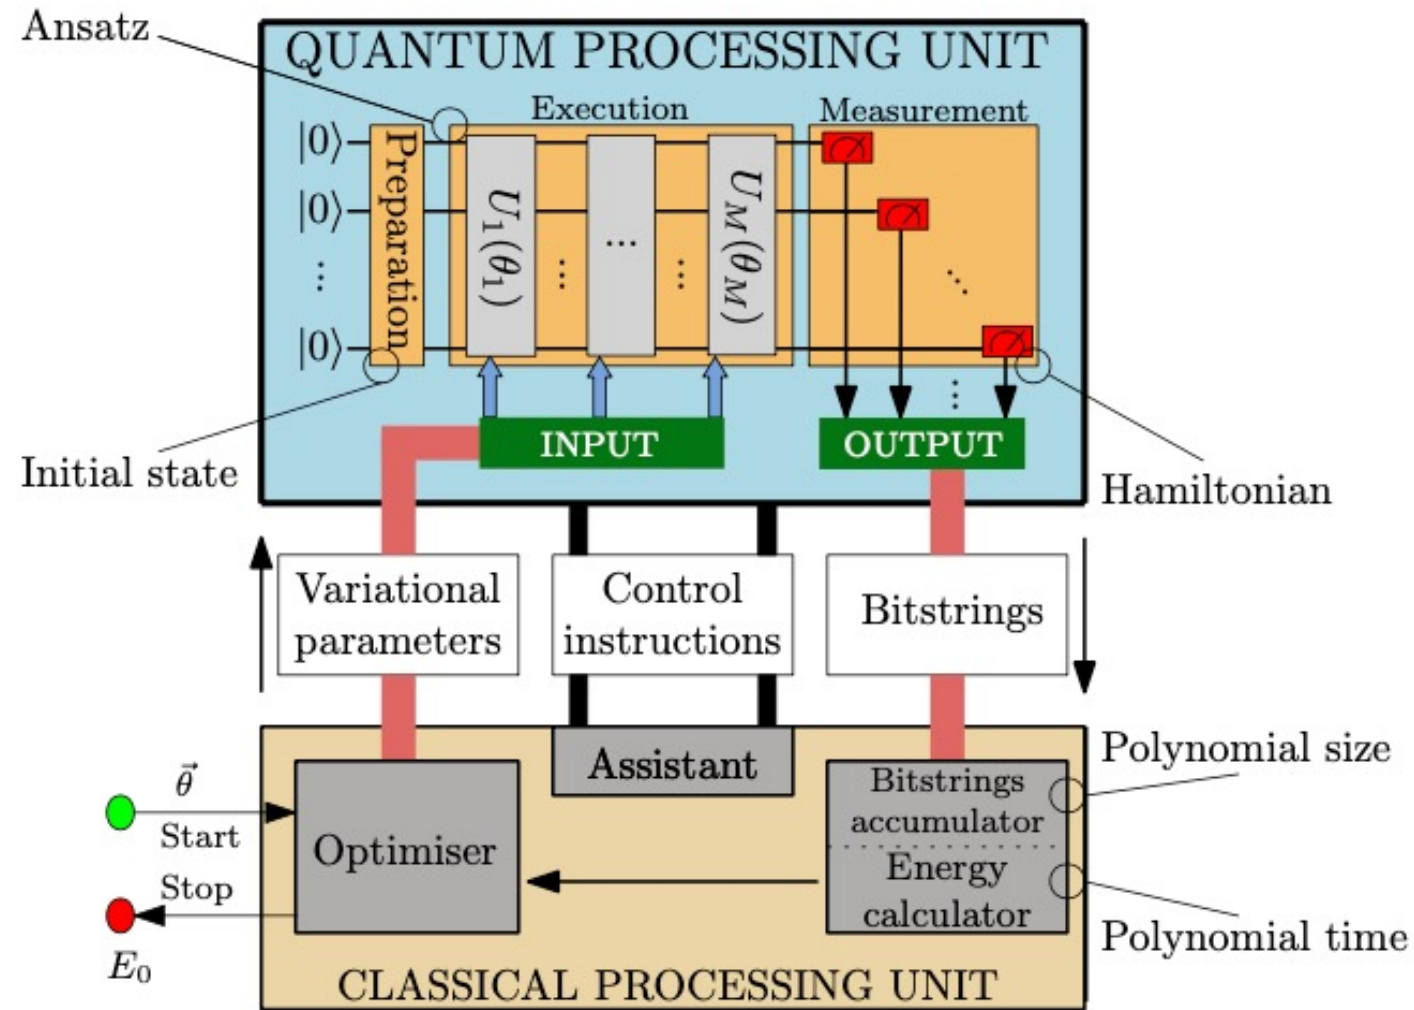 Ansatz
QUANTUM PROCESSING UNIT
Execution
Measurement
|0⟩
|0⟩
⋮
|0⟩
Preparation
U₁(θ₁)
⋮
...
⋮
U_M(θ_M)
⋱
⋮
INPUT
OUTPUT
Initial state
Hamiltonian
Variational
parameters
Control
instructions
Bitstrings
Assistant
Polynomial size
Bitstrings
accumulator
Energy
calculator
Polynomial time
Optimiser
θ⃗
Start
Stop
E₀
CLASSICAL PROCESSING UNIT